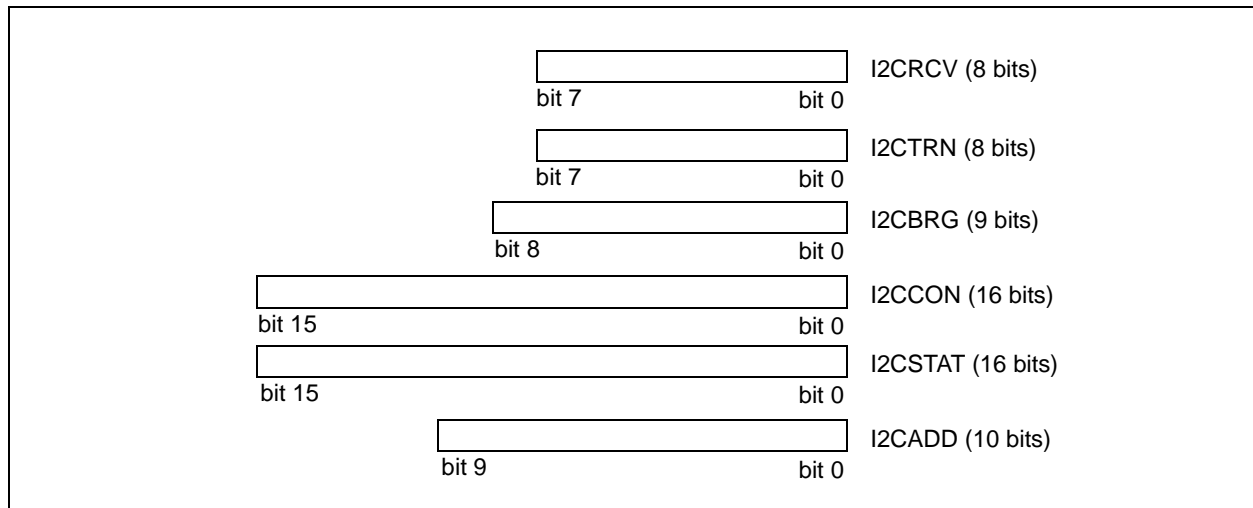 I2CRCV (8 bits)
bit 7 bit 0
I2CTRN (8 bits)
bit 7 bit 0
I2CBRG (9 bits)
bit 8 bit 0
I2CCON (16 bits)
bit 15 bit 0
I2CSTAT (16 bits)
bit 15 bit 0
I2CADD (10 bits)
bit 9 bit 0